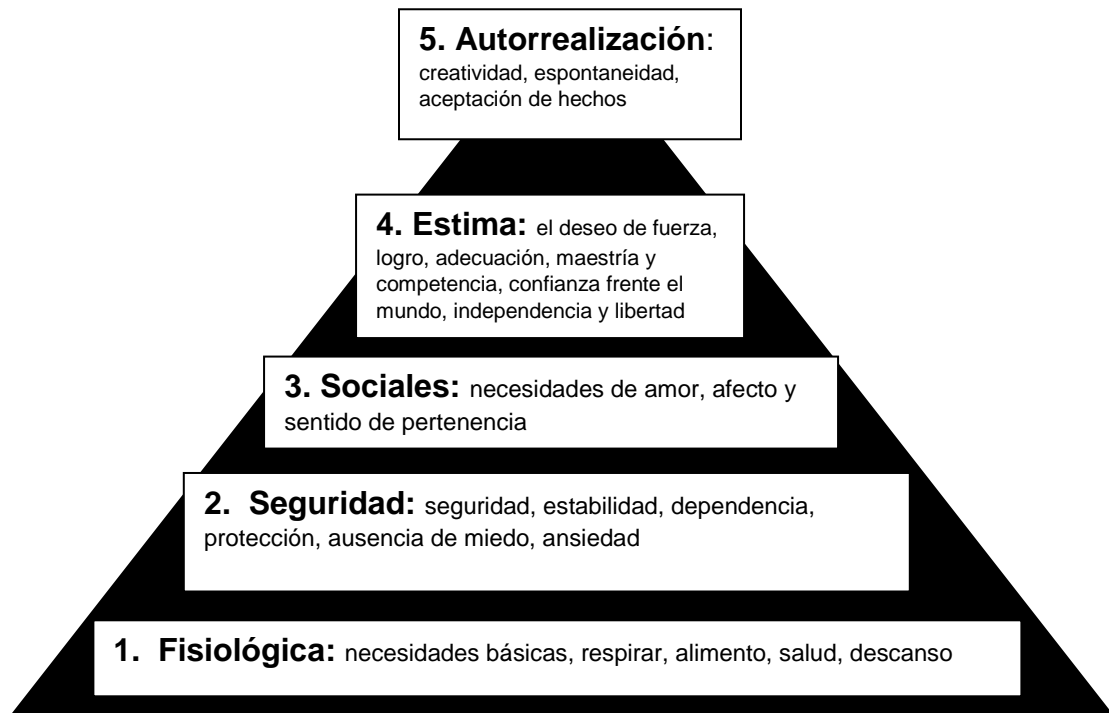 5. Autorrealización:
creatividad, espontaneidad,
aceptación de hechos
4. Estima: el deseo de fuerza,
logro, adecuación, maestría y
competencia, confianza frente el
mundo, independencia y libertad
3. Sociales: necesidades de amor, afecto y
sentido de pertenencia
2. Seguridad: seguridad, estabilidad, dependencia,
protección, ausencia de miedo, ansiedad
1. Fisiológica: necesidades básicas, respirar, alimento, salud, descanso